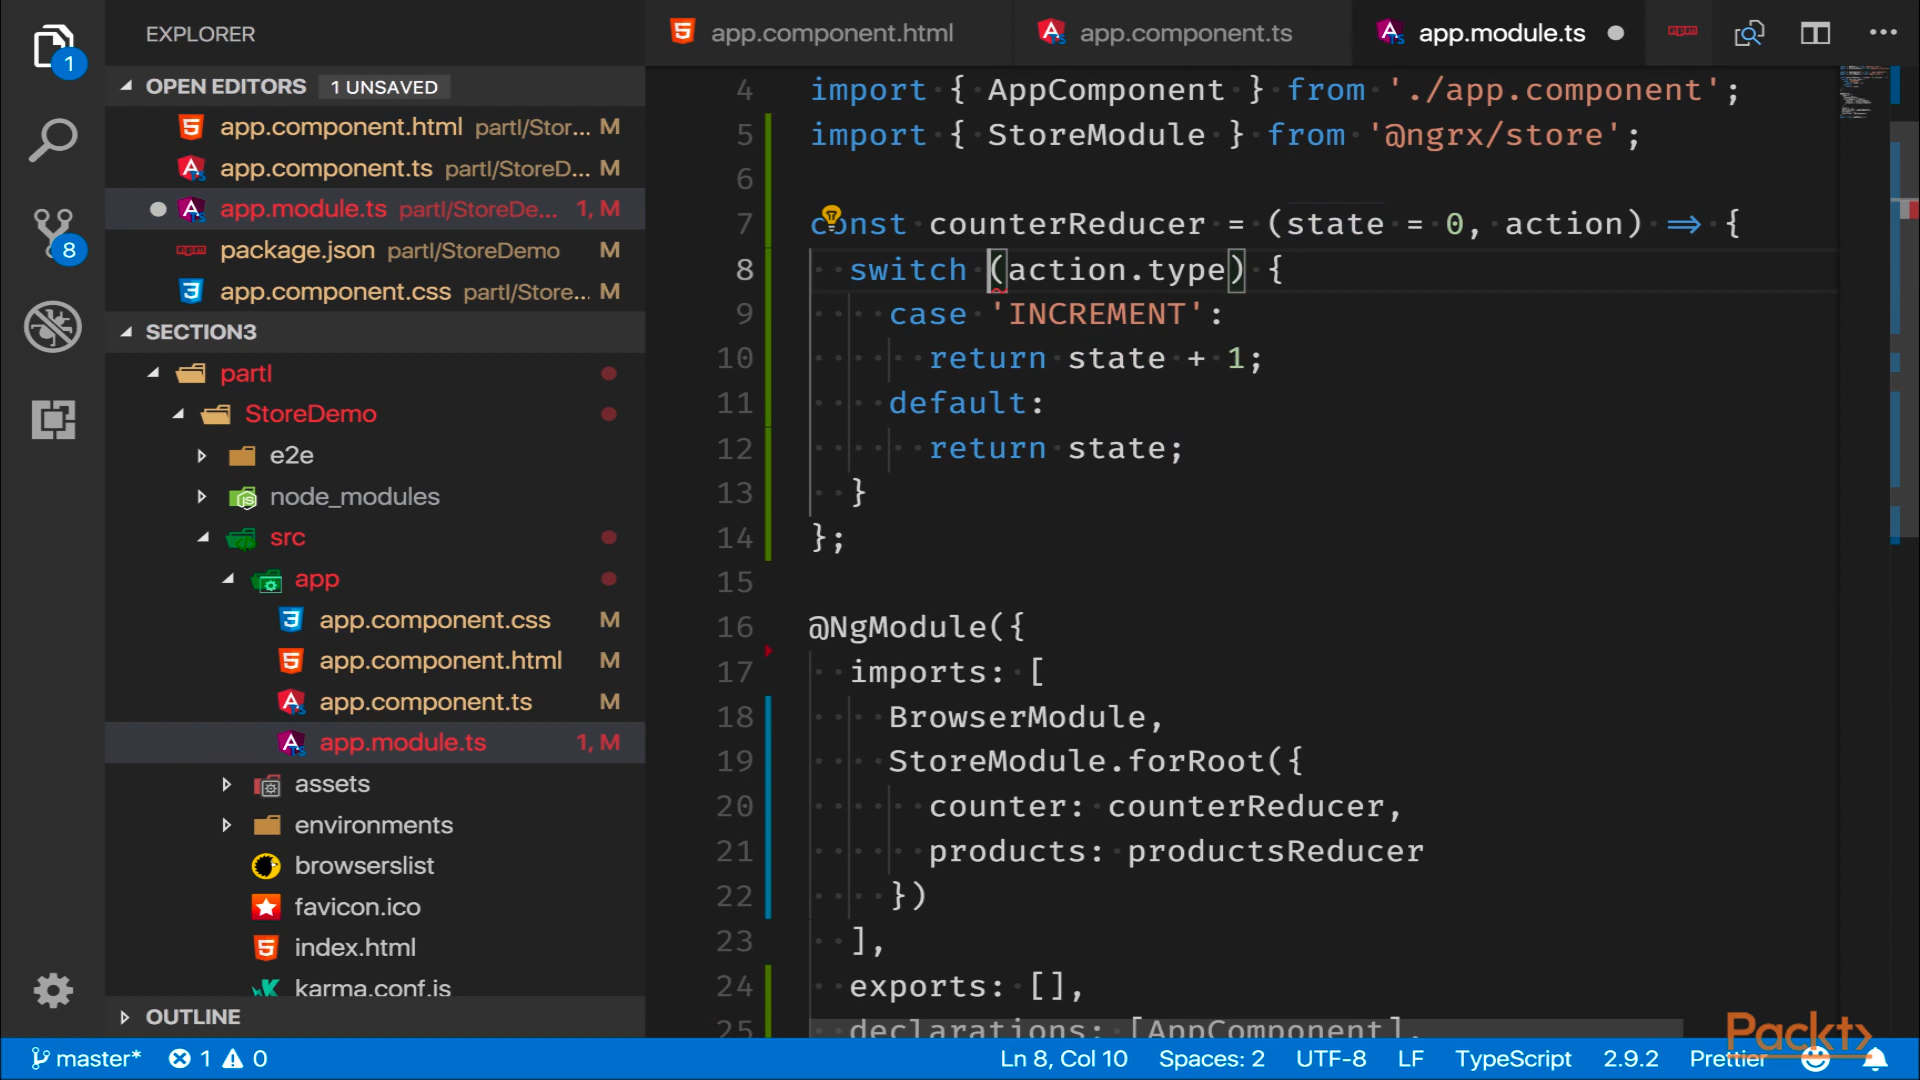 EXPLORER
OPEN EDITORS 1 UNSAVED
app.component.html partI/Stor... M
app.component.ts partI/StoreD... M
app.module.ts partI/StoreDe... 1, M
package.json partI/StoreDemo M
app.component.css partI/Store... M
SECTION3
partI
StoreDemo
e2e
node_modules
src
app
app.component.css M
app.component.html M
app.component.ts M
app.module.ts 1, M
assets
environments
browserslist
favicon.ico
index.html
karma.conf.js
OUTLINE
1
8
app.component.html app.component.ts app.module.ts
4 import { AppComponent } from './app.component';
5 import { StoreModule } from '@ngrx/store';
6
7 const counterReducer = (state = 0, action) => {
8 switch (action.type) {
9 case 'INCREMENT':
10 return state + 1;
11 default:
12 return state;
13 }
14 };
15
16 @NgModule({
17 imports: [
18 BrowserModule,
19 StoreModule.forRoot({
20 counter: counterReducer,
21 products: productsReducer
22 })
23 ],
24 exports: [],
25 declarations: [AppComponent],
Packt>
master* 1 0 Ln 8, Col 10 Spaces: 2 UTF-8 LF TypeScript 2.9.2 Prettier